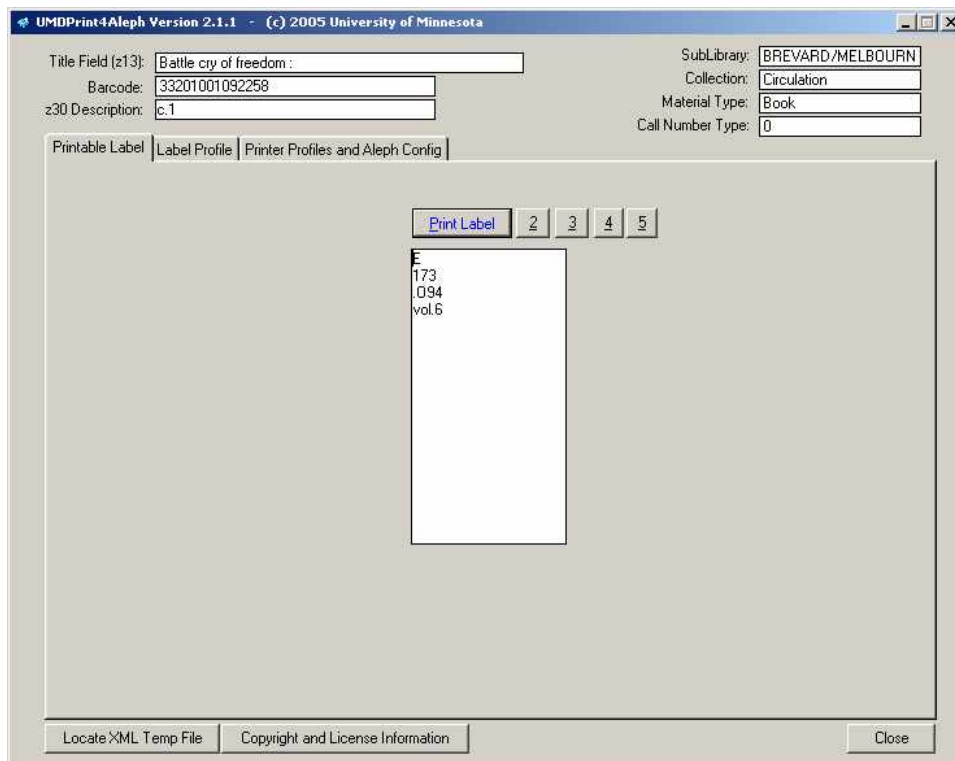 UMDPrint4Aleph Version 2.1.1 - (c) 2005 University of Minnesota
Title Field (z13): Battle cry of freedom :
Barcode: 33201001092258
z30 Description: c.1
SubLibrary: BREVARD/MELBOURN
Collection: Circulation
Material Type: Book
Call Number Type: 0
Printable Label Label Profile Printer Profiles and Aleph Config
Print Label 2 3 4 5
E
173
.O94
vol.6
Locate XML Temp File Copyright and License Information Close